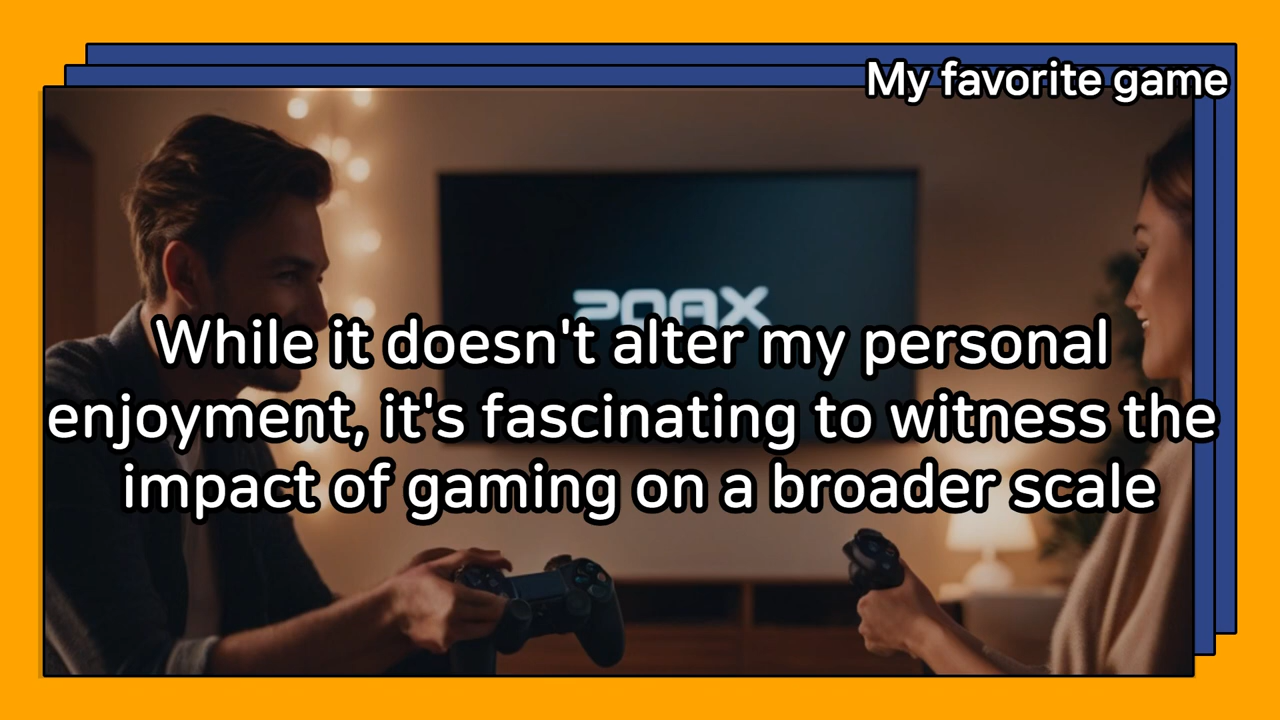 My favorite game
While it doesn't alter my personal
enjoyment, it's fascinating to witness the
impact of gaming on a broader scale